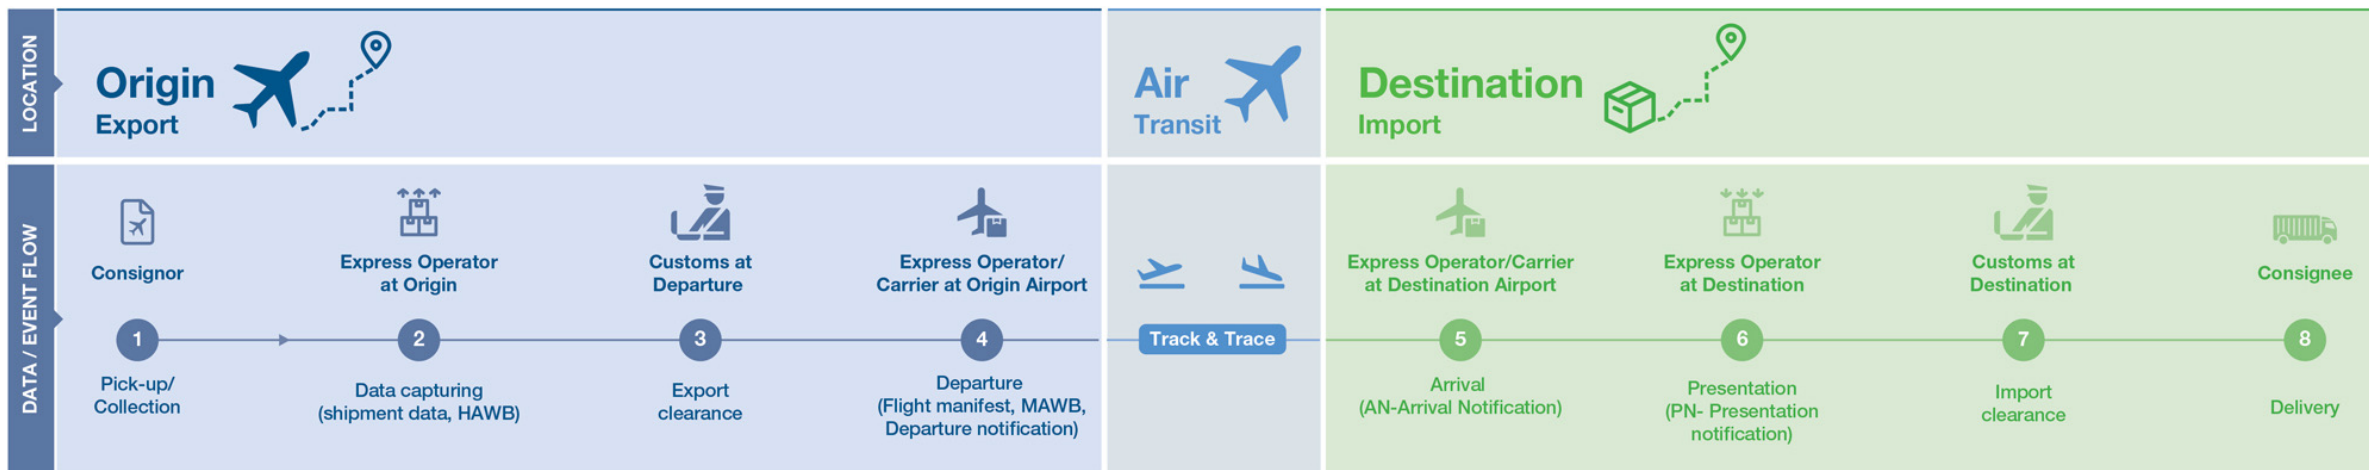 LOCATION
Origin
Export
Air
Transit
Destination
Import
DATA / EVENT FLOW
Consignor
1
Pick-up/
Collection
Express Operator
at Origin
2
Data capturing
(shipment data, HAWB)
Customs at
Departure
3
Export
clearance
Express Operator/
Carrier at Origin Airport
4
Departure
(Flight manifest, MAWB,
Departure notification)
Track & Trace
Express Operator/Carrier
at Destination Airport
5
Arrival
(AN-Arrival Notification)
Express Operator
at Destination
6
Presentation
(PN- Presentation
notification)
Customs at
Destination
7
Import
clearance
Consignee
8
Delivery